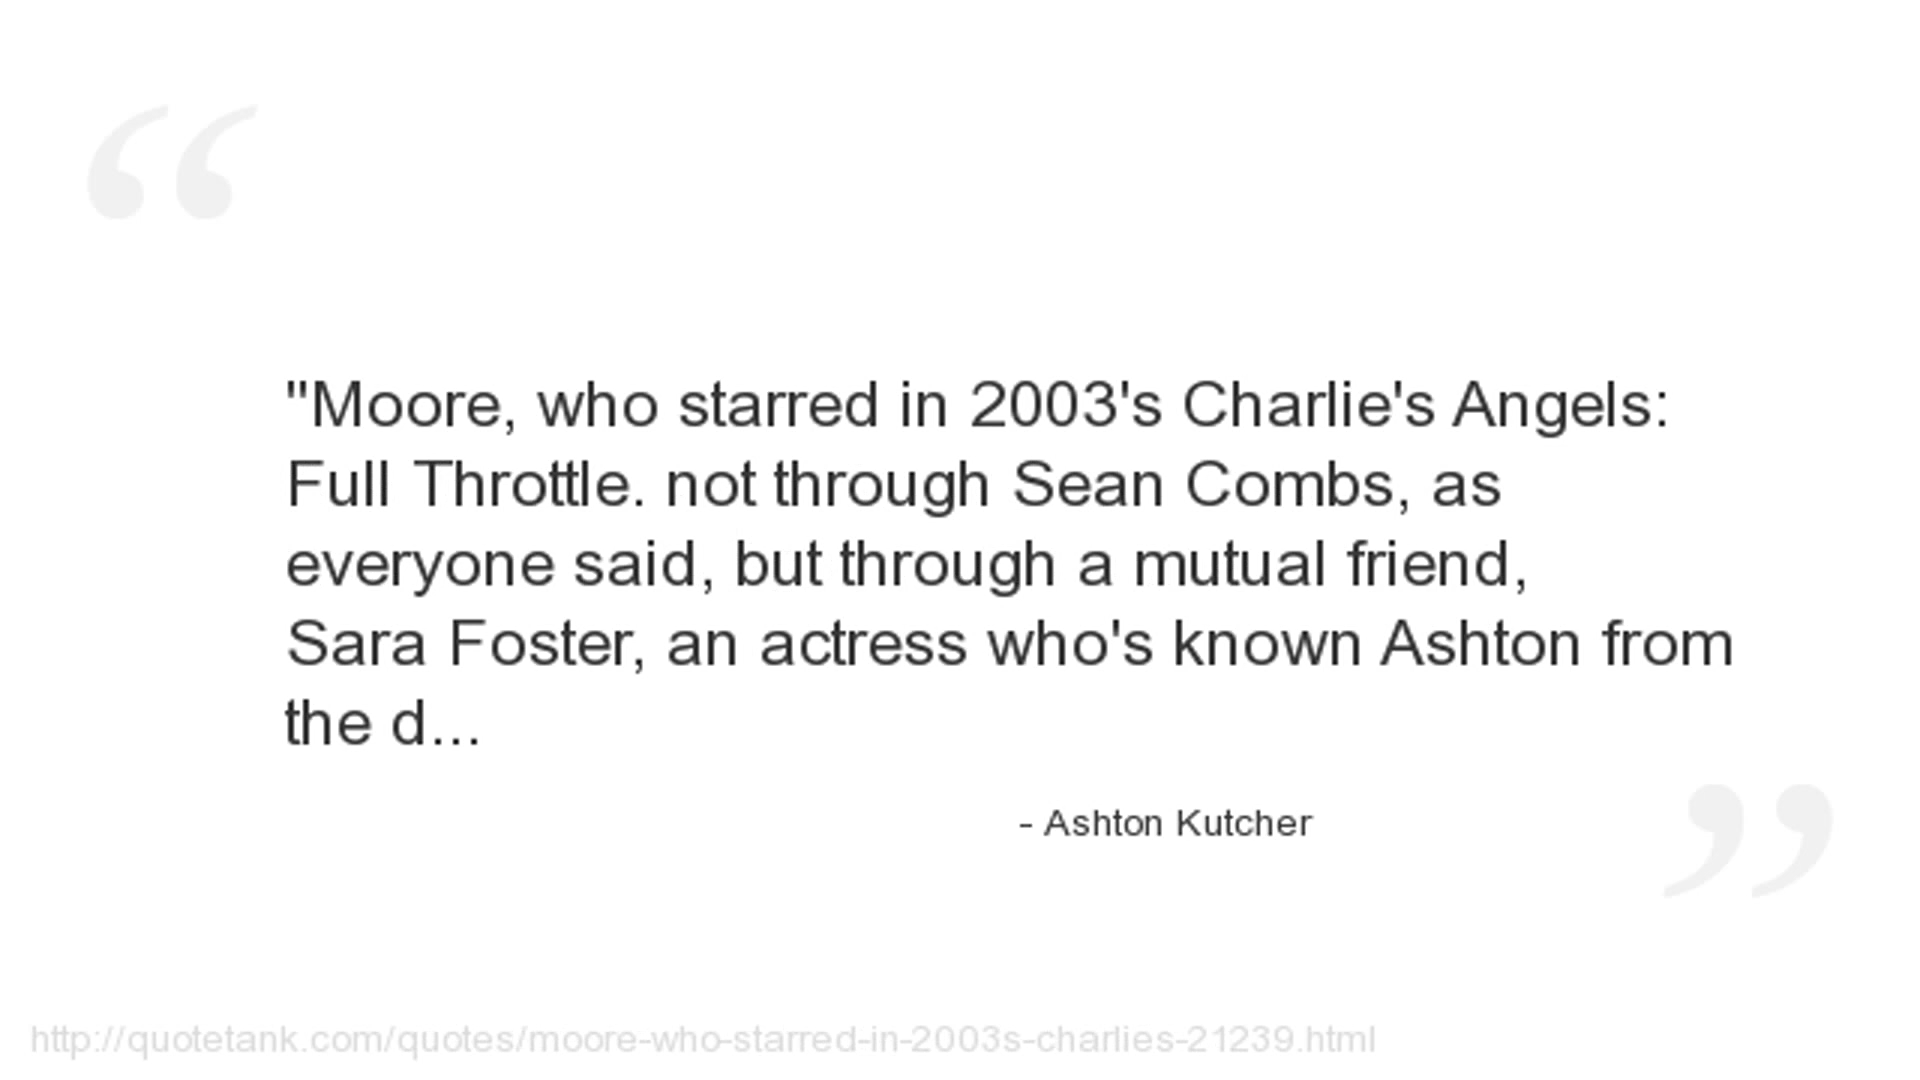 "Moore, who starred in 2003's Charlie's Angels:
Full Throttle. not through Sean Combs, as
everyone said, but through a mutual friend,
Sara Foster, an actress who's known Ashton from
the d...
- Ashton Kutcher
http://quotetank.com/quotes/moore-who-starred-in-2003s-charlies-21239.html